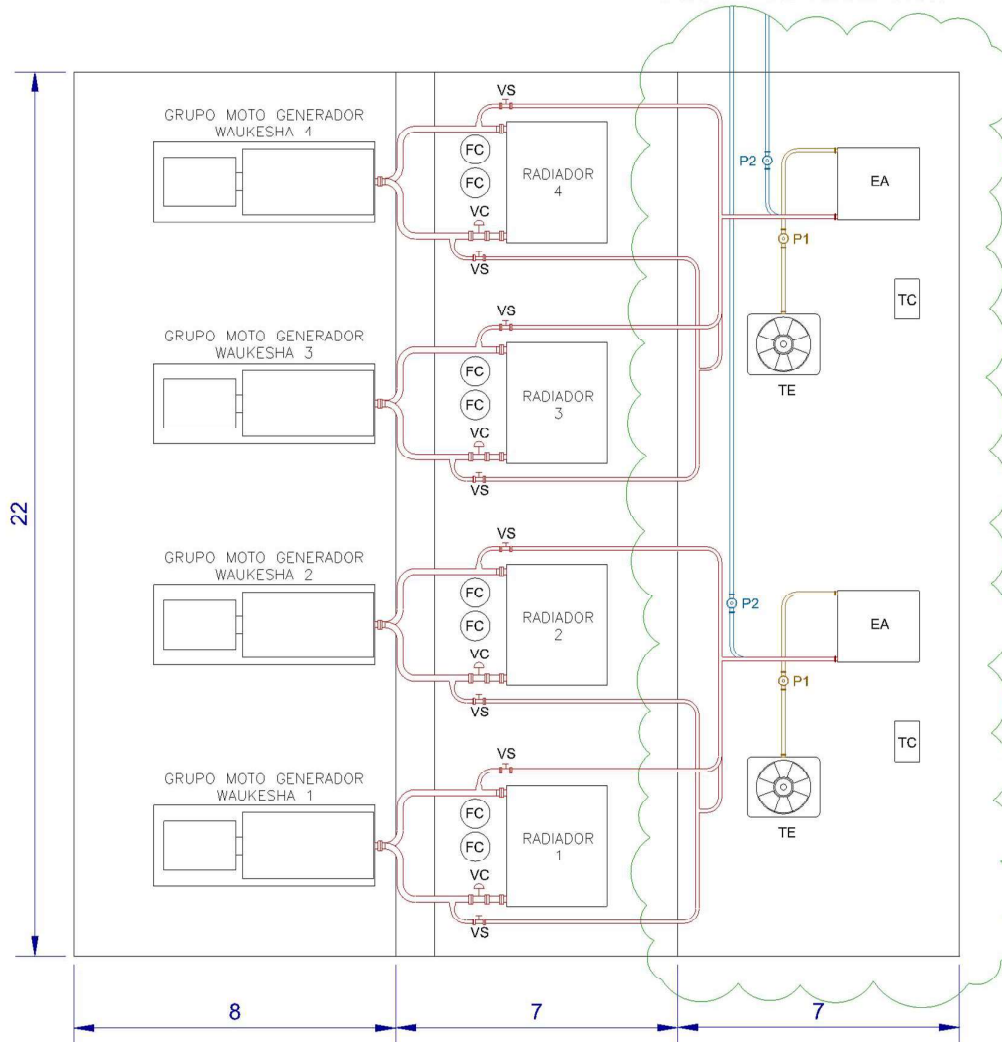 GRUPO MOTO GENERADOR
WAUKESHA 4
VS
FC
FC
RADIADOR
4
VC
VS
P2
EA
P1
TC
TE
GRUPO MOTO GENERADOR
WAUKESHA 3
VS
FC
FC
RADIADOR
3
VC
VS
22
GRUPO MOTO GENERADOR
WAUKESHA 2
VS
FC
FC
RADIADOR
2
VC
VS
P2
EA
P1
TC
TE
GRUPO MOTO GENERADOR
WAUKESHA 1
VS
FC
FC
RADIADOR
1
VC
VS
8
7
7